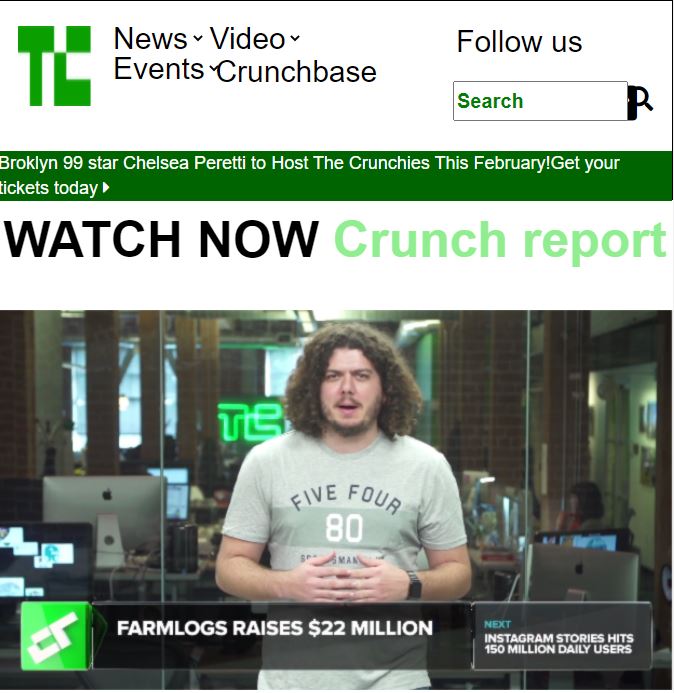 TC
News Video
Events Crunchbase
Follow us
Search
Broklyn 99 star Chelsea Peretti to Host The Crunchies This February!Get your
tickets today
WATCH NOW Crunch report
TC
FIVE FOUR
80
FARMLOGS RAISES $22 MILLION
NEXT
INSTAGRAM STORIES HITS
150 MILLION DAILY USERS